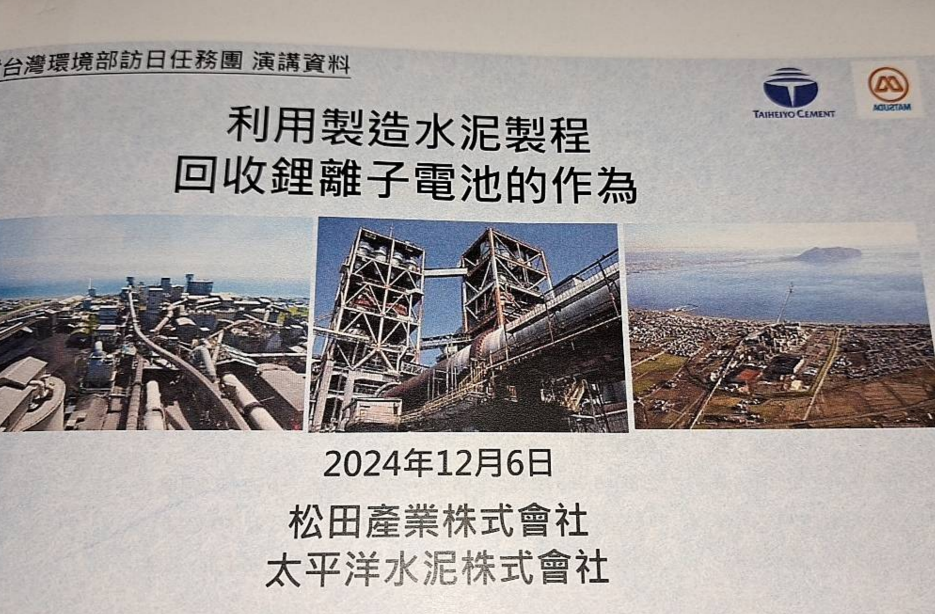 台灣環境部訪日任務團 演講資料
TAIHEIYO CEMENT
MATSUDA
利用製造水泥製程
回收鋰離子電池的作為
2024年12月6日
松田產業株式會社
太平洋水泥株式會社